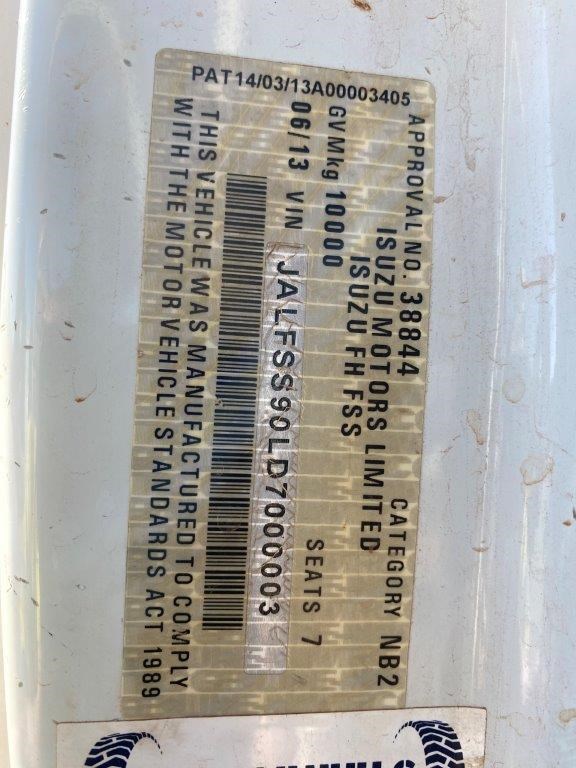 PAT14/03/13A00003405
APPROVAL NO. 38844 CATEGORY NB2
ISUZU MOTORS LIMITED
ISUZU FH FSS
GVMkg 10000 SEATS 7
06/13 VIN JALFSS90LD7000003
THIS VEHICLE WAS MANUFACTURED TO COMPLY
WITH THE MOTOR VEHICLE STANDARDS ACT 1989